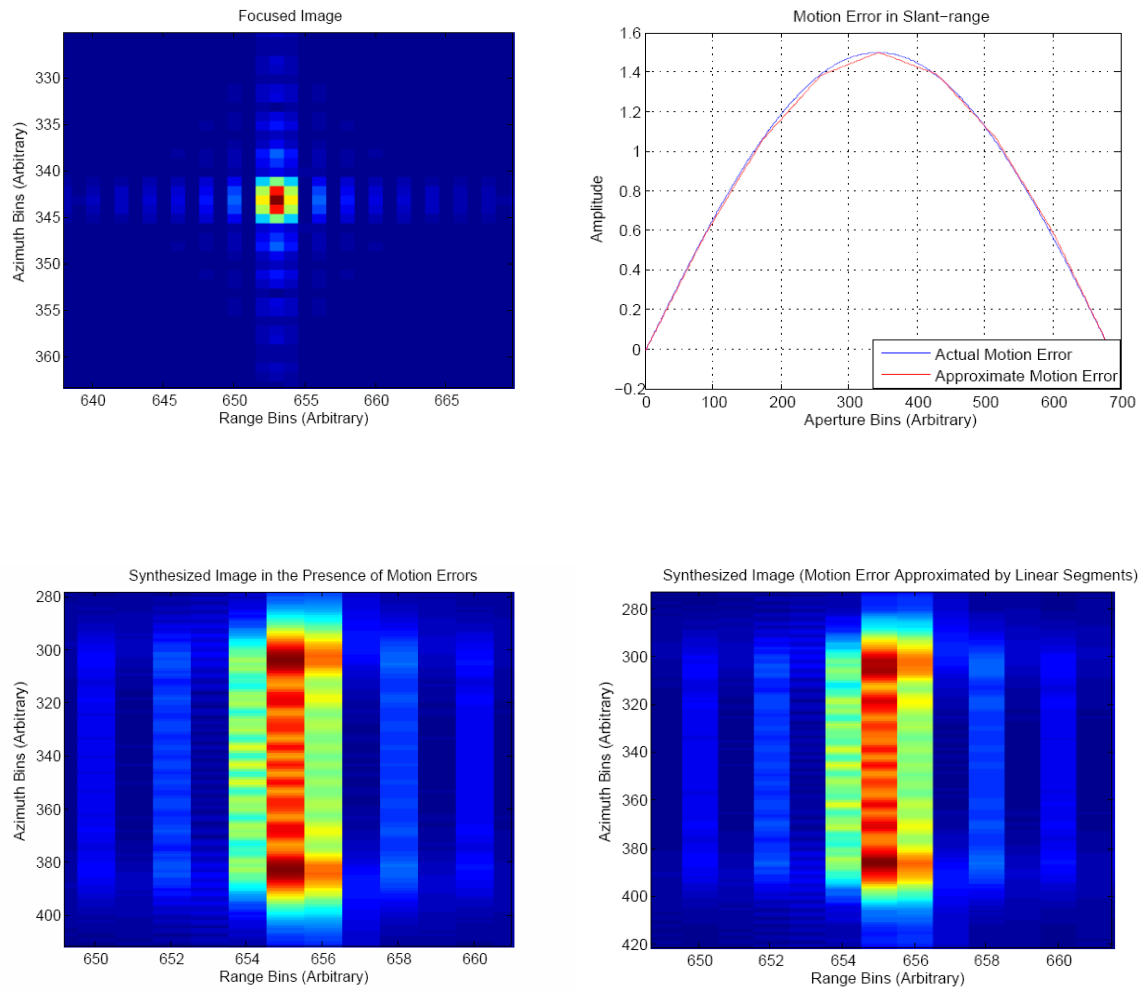 Focused Image
330
335
340
345
350
355
360
Azimuth Bins (Arbitrary)
640 645 650 655 660 665
Range Bins (Arbitrary)
Motion Error in Slant−range
1.6
1.4
1.2
1
0.8
0.6
0.4
0.2
0
−0.2
Amplitude
Actual Motion Error
Approximate Motion Error
0 100 200 300 400 500 600 700
Aperture Bins (Arbitrary)
Synthesized Image in the Presence of Motion Errors
280
300
320
340
360
380
400
Azimuth Bins (Arbitrary)
650 652 654 656 658 660
Range Bins (Arbitrary)
Synthesized Image (Motion Error Approximated by Linear Segments)
280
300
320
340
360
380
400
420
Azimuth Bins (Arbitrary)
650 652 654 656 658 660
Range Bins (Arbitrary)